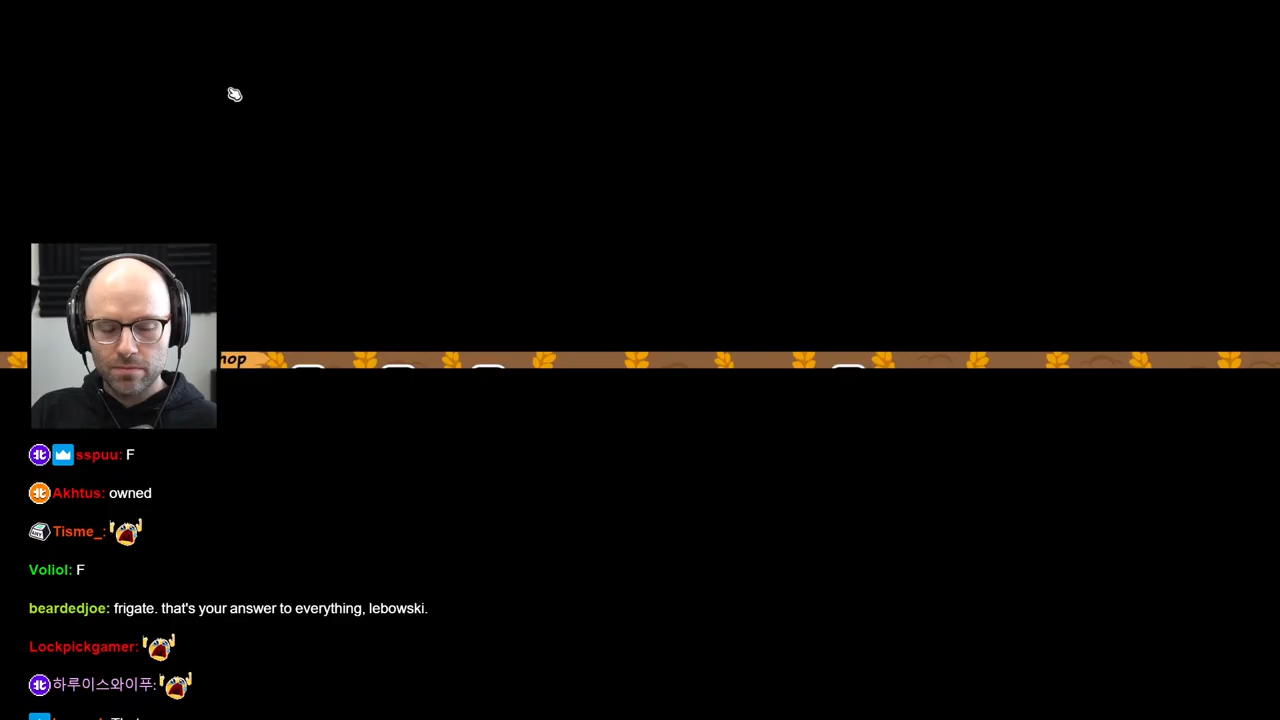 hop
sspuu: F
Akhtus: owned
Tisme_:
Voliol: F
beardedjoe: frigate. that's your answer to everything, lebowski.
Lockpickgamer:
하루이스와이푸: